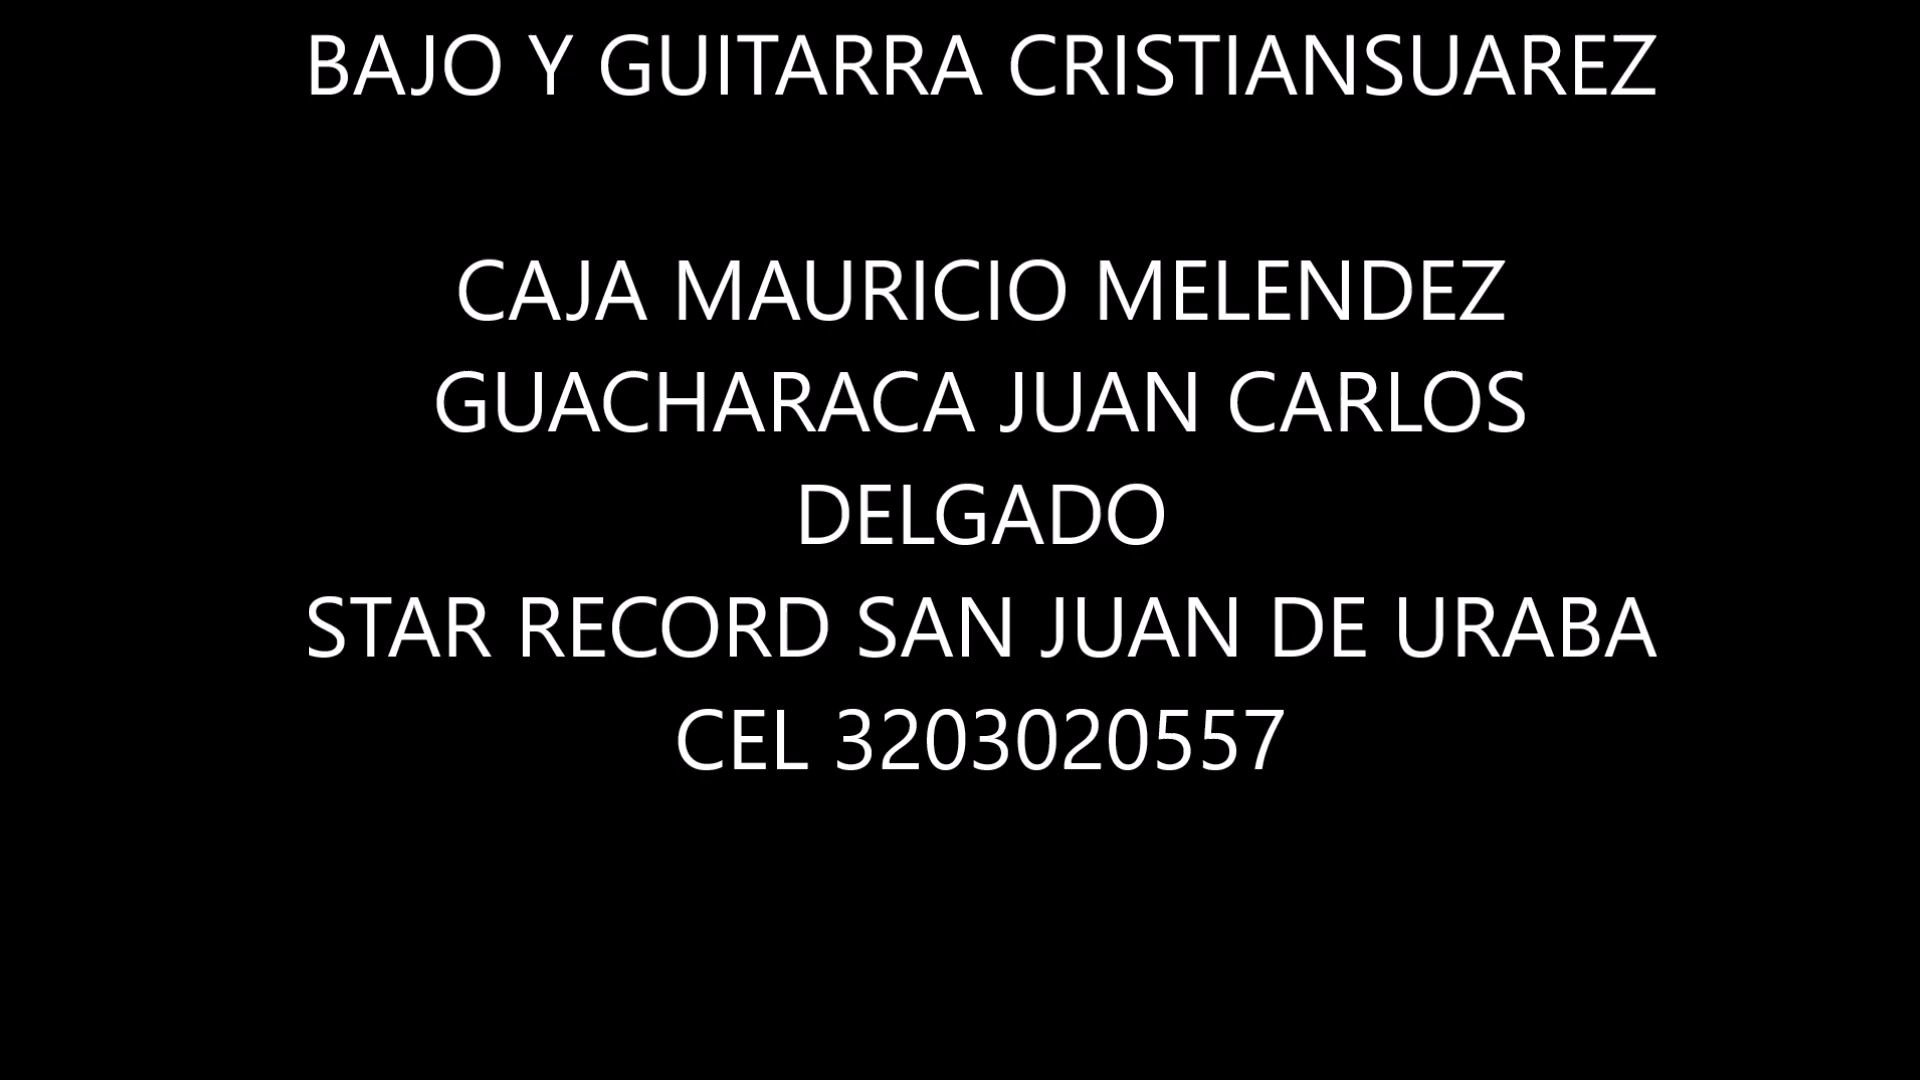 BAJO Y GUITARRA CRISTIANSUAREZ
CAJA MAURICIO MELENDEZ
GUACHARACA JUAN CARLOS
DELGADO
STAR RECORD SAN JUAN DE URABA
CEL 3203020557